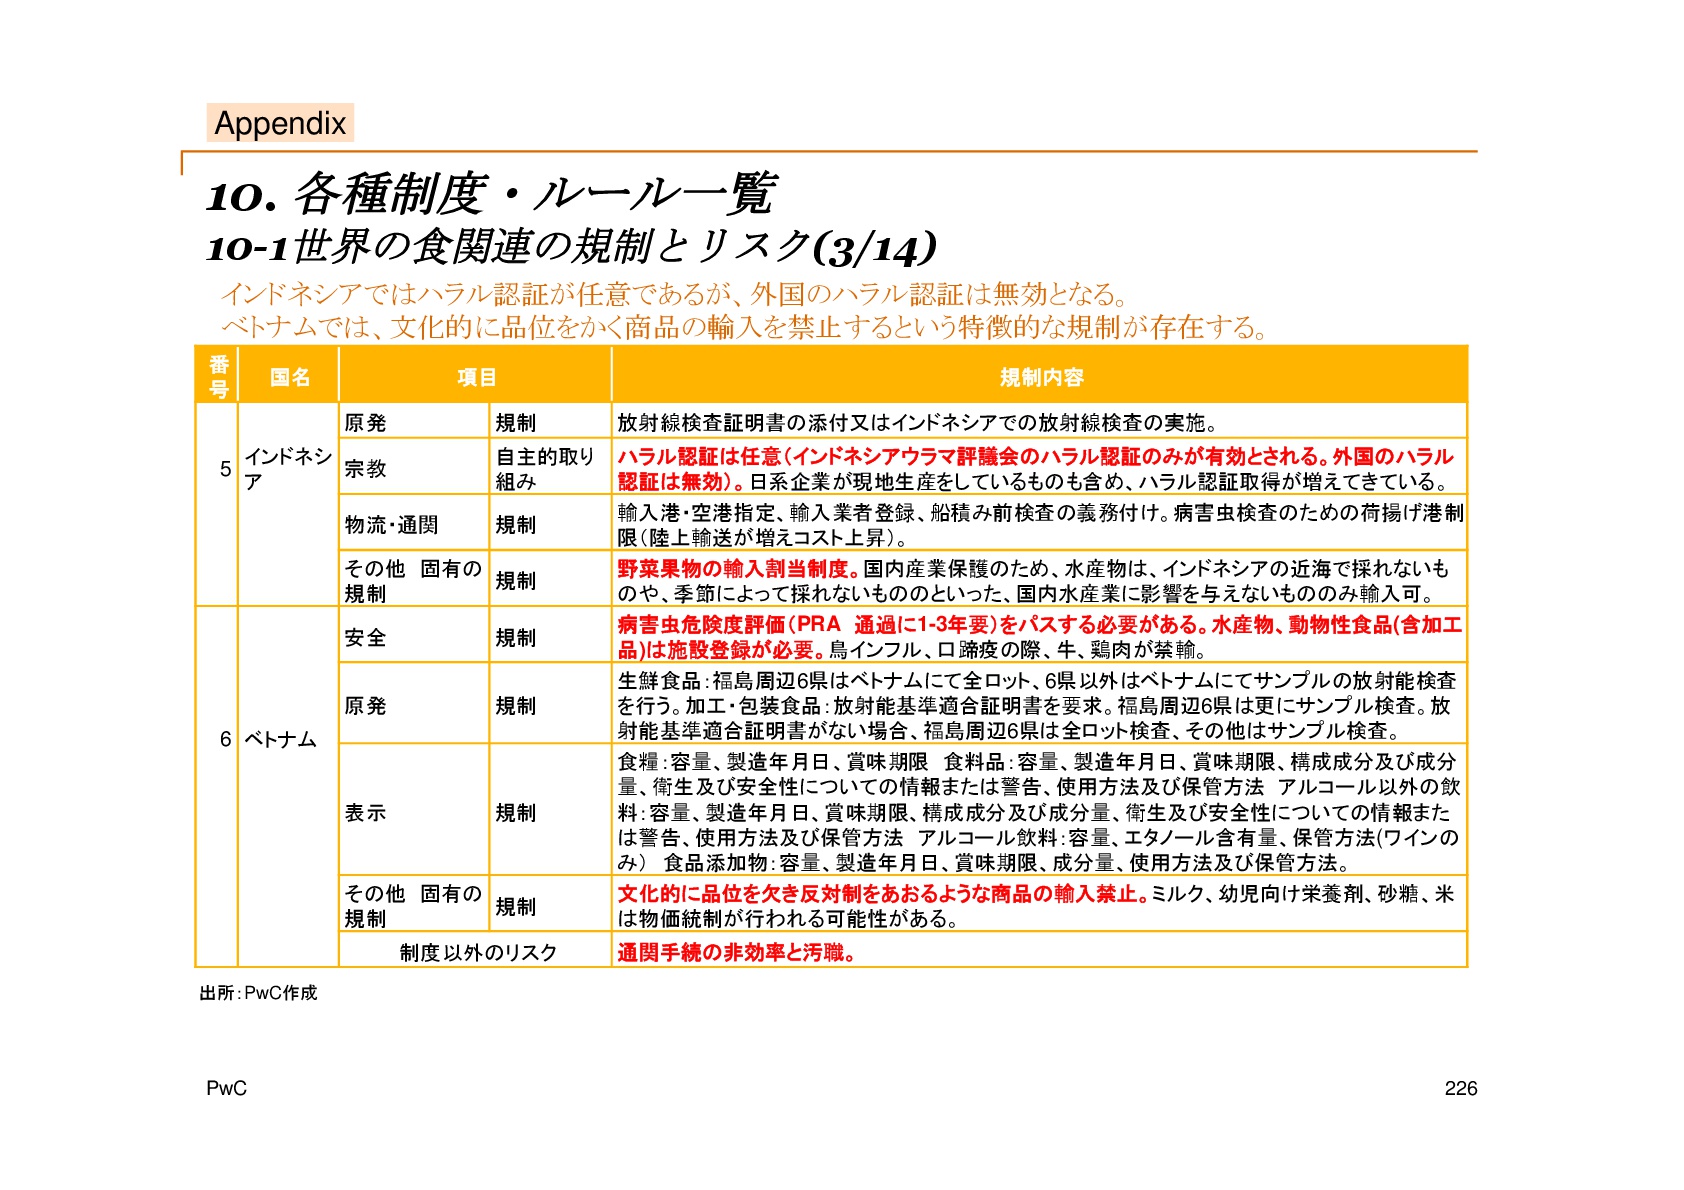 Appendix
10. 各種制度・ルール一覧
10-1世界の食関連の規制とリスク(3/14)
インドネシアではハラル認証が任意であるが、外国のハラル認証は無効となる。
ベトナムでは、文化的に品位をかく商品の輸入を禁止するという特徴的な規制が存在する。
番
号
国名
項目
規制内容
5
インドネシ
ア
原発
規制
放射線検査証明書の添付又はインドネシアでの放射線検査の実施。
宗教
自主的取り
組み
ハラル認証は任意（インドネシアウラマ評議会のハラル認証のみが有効とされる。外国のハラル
認証は無効）。日系企業が現地生産をしているものも含め、ハラル認証取得が増えてきている。
物流・通関
規制
輸入港・空港指定、輸入業者登録、船積み前検査の義務付け。病害虫検査のための荷揚げ港制
限（陸上輸送が増えコスト上昇）。
その他 固有の
規制
規制
野菜果物の輸入割当制度。国内産業保護のため、水産物は、インドネシアの近海で採れないも
のや、季節によって採れないもののといった、国内水産業に影響を与えないもののみ輸入可。
6
ベトナム
安全
規制
病害虫危険度評価（PRA 通過に1-3年要）をパスする必要がある。水産物、動物性食品(含加工
品)は施設登録が必要。鳥インフル、口蹄疫の際、牛、鶏肉が禁輸。
原発
規制
生鮮食品：福島周辺6県はベトナムにて全ロット、6県以外はベトナムにてサンプルの放射能検査
を行う。加工・包装食品：放射能基準適合証明書を要求。福島周辺6県は更にサンプル検査。放
射能基準適合証明書がない場合、福島周辺6県は全ロット検査、その他はサンプル検査。
表示
規制
食糧：容量、製造年月日、賞味期限 食料品：容量、製造年月日、賞味期限、構成成分及び成分
量、衛生及び安全性についての情報または警告、使用方法及び保管方法 アルコール以外の飲
料：容量、製造年月日、賞味期限、構成成分及び成分量、衛生及び安全性についての情報また
は警告、使用方法及び保管方法 アルコール飲料：容量、エタノール含有量、保管方法(ワインの
み） 食品添加物：容量、製造年月日、賞味期限、成分量、使用方法及び保管方法。
その他 固有の
規制
規制
文化的に品位を欠き反対制をあおるような商品の輸入禁止。ミルク、幼児向け栄養剤、砂糖、米
は物価統制が行われる可能性がある。
制度以外のリスク
通関手続の非効率と汚職。
出所：PwC作成
PwC
226